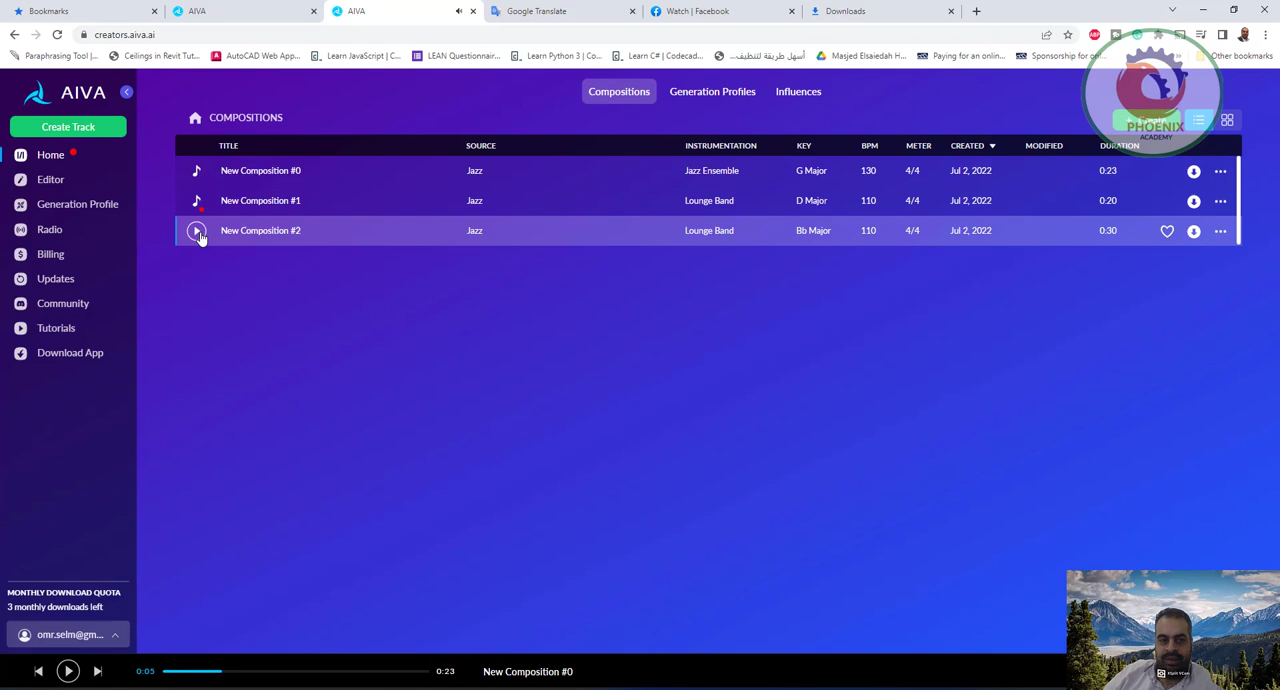 Bookmarks
AIVA
AIVA
Google Translate
Watch | Facebook
Downloads
creators.aiva.ai
Paraphrasing Tool |...
Ceilings in Revit Tut...
AutoCAD Web App...
Learn JavaScript | C...
LEAN Questionnair...
Learn Python 3 | Co...
Learn C# | Codecad...
أسهل طريقة لتنظيف...
Masjed Elsaiedah H...
Paying for an onlin...
Sponsorship for on...
Other bookmarks
AIVA
Compositions
Generation Profiles
Influences
COMPOSITIONS
+ Create
PHOENIX
ACADEMY
Create Track
Home
Editor
Generation Profile
Radio
Billing
Updates
Community
Tutorials
Download App
TITLE SOURCE INSTRUMENTATION KEY BPM METER CREATED MODIFIED DURATION
New Composition #0 Jazz Jazz Ensemble G Major 130 4/4 Jul 2, 2022 0:23
New Composition #1 Jazz Lounge Band D Major 110 4/4 Jul 2, 2022 0:20
New Composition #2 Jazz Lounge Band Bb Major 110 4/4 Jul 2, 2022 0:30
MONTHLY DOWNLOAD QUOTA
3 monthly downloads left
omr.selm@gm...
0:05
0:23
New Composition #0
XSplit VCam